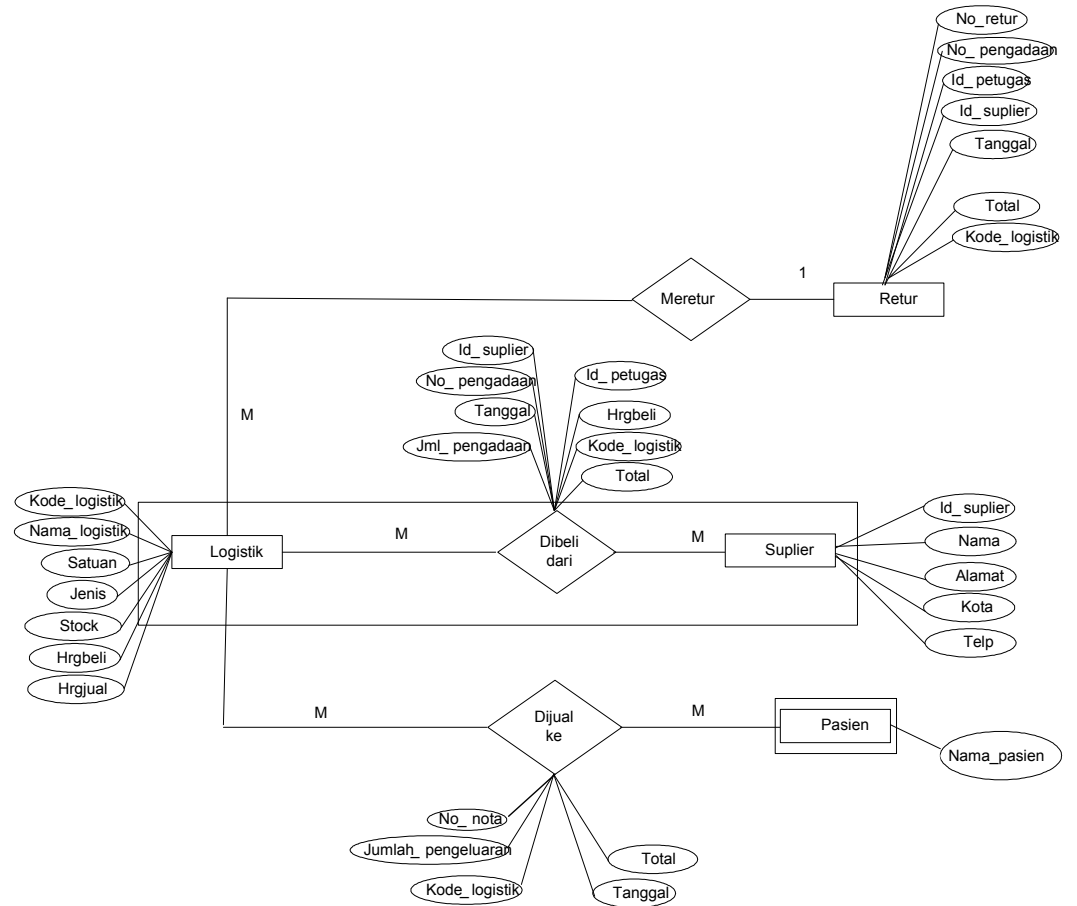 No_retur
No_ pengadaan
Id_ petugas
Id_ suplier
Tanggal
Total
Kode_logistik
1
Meretur
Retur
Id_ suplier
No_ pengadaan
Tanggal
Jml_ pengadaan
Id_ petugas
Hrgbeli
Kode_logistik
Total
M
Kode_logistik
Nama_logistik
Satuan
Jenis
Stock
Hrgbeli
Hrgjual
Logistik
M
Dibeli
dari
M
Suplier
Id_ suplier
Nama
Alamat
Kota
Telp
M
Dijual
ke
M
Pasien
Nama_pasien
No_ nota
Jumlah_ pengeluaran
Kode_logistik
Total
Tanggal